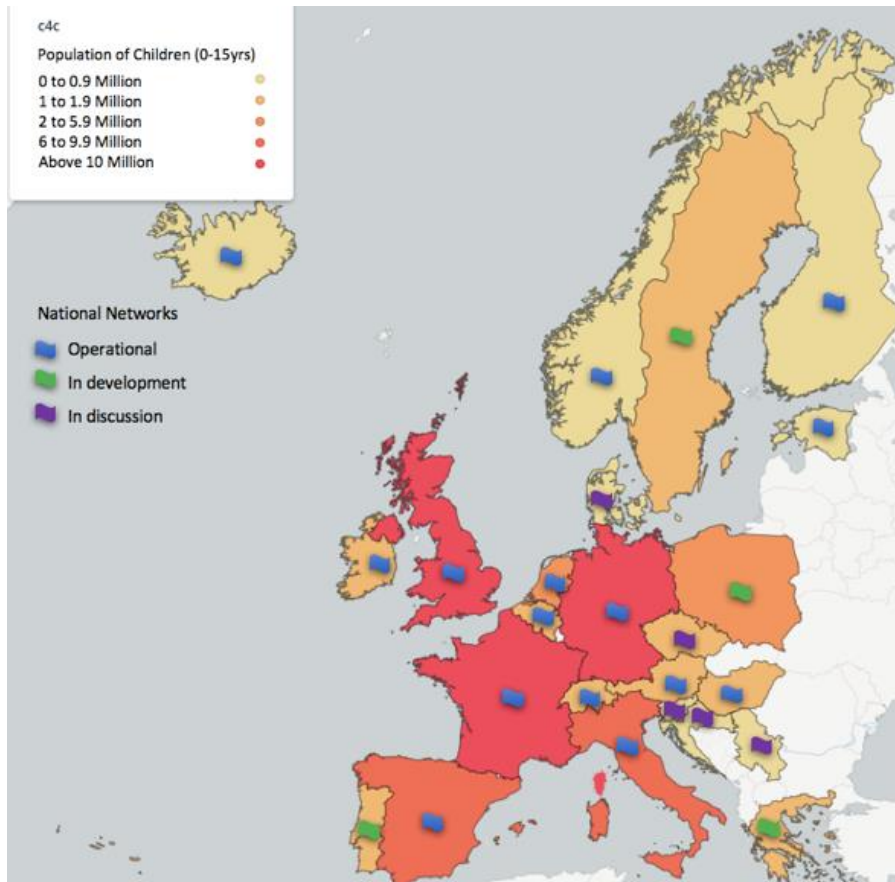 c4c
Population of Children (0-15yrs)
0 to 0.9 Million
1 to 1.9 Million
2 to 5.9 Million
6 to 9.9 Million
Above 10 Million
National Networks
Operational
In development
In discussion